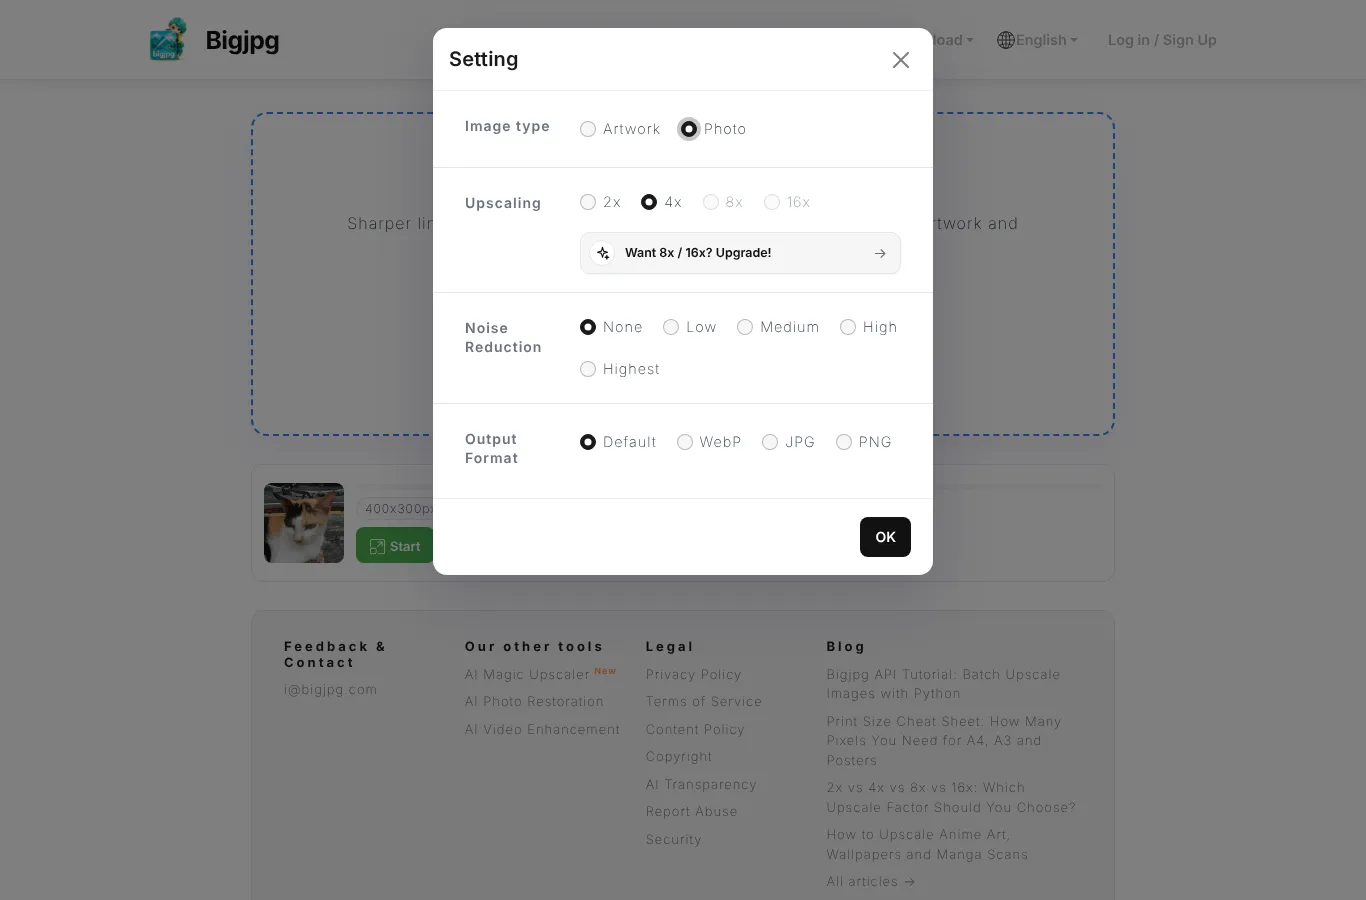 bigjpg
Bigjpg
load
English
Log in / Sign Up
Setting
Image type
Artwork
Photo
Upscaling
2x
4x
8x
16x
Want 8x / 16x? Upgrade!
Noise
Reduction
None
Low
Medium
High
Highest
Output
Format
Default
WebP
JPG
PNG
OK
Sharper
artwork and
400x300px
Start
Feedback &
Contact
i@bigjpg.com
Our other tools
AI Magic Upscaler New
AI Photo Restoration
AI Video Enhancement
Legal
Privacy Policy
Terms of Service
Content Policy
Copyright
AI Transparency
Report Abuse
Security
Blog
Bigjpg API Tutorial: Batch Upscale
Images with Python
Print Size Cheat Sheet: How Many
Pixels You Need for A4, A3 and
Posters
2x vs 4x vs 8x vs 16x: Which
Upscale Factor Should You Choose?
How to Upscale Anime Art,
Wallpapers and Manga Scans
All articles →